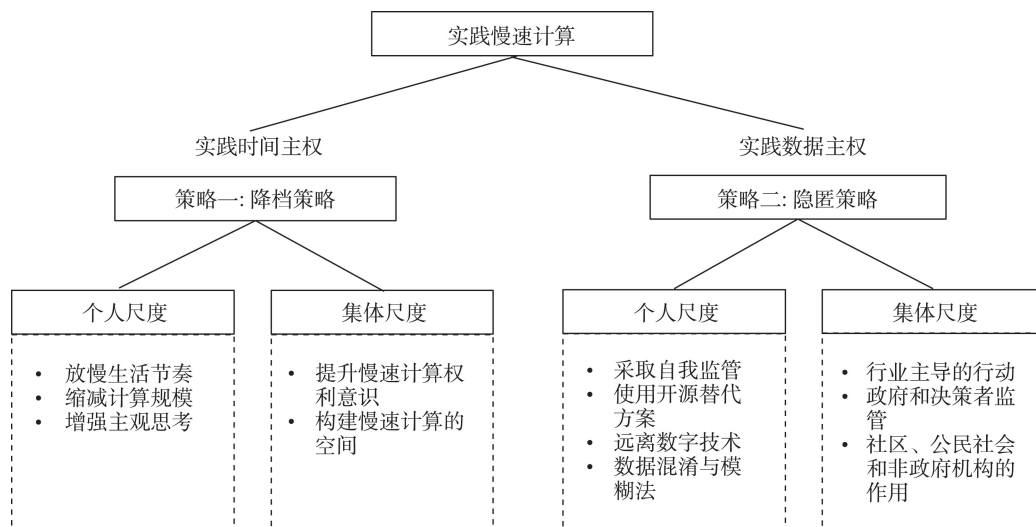 实践慢速计算
实践时间主权
实践数据主权
策略一: 降档策略
策略二: 隐匿策略
个人尺度
• 放慢生活节奏
• 缩减计算规模
• 增强主观思考
集体尺度
• 提升慢速计算权
利意识
• 构建慢速计算的
空间
个人尺度
• 采取自我监管
• 使用开源替代
方案
• 远离数字技术
• 数据混淆与模
糊法
集体尺度
• 行业主导的行动
• 政府和决策者监
管
• 社区、公民社会
和非政府机构的
作用